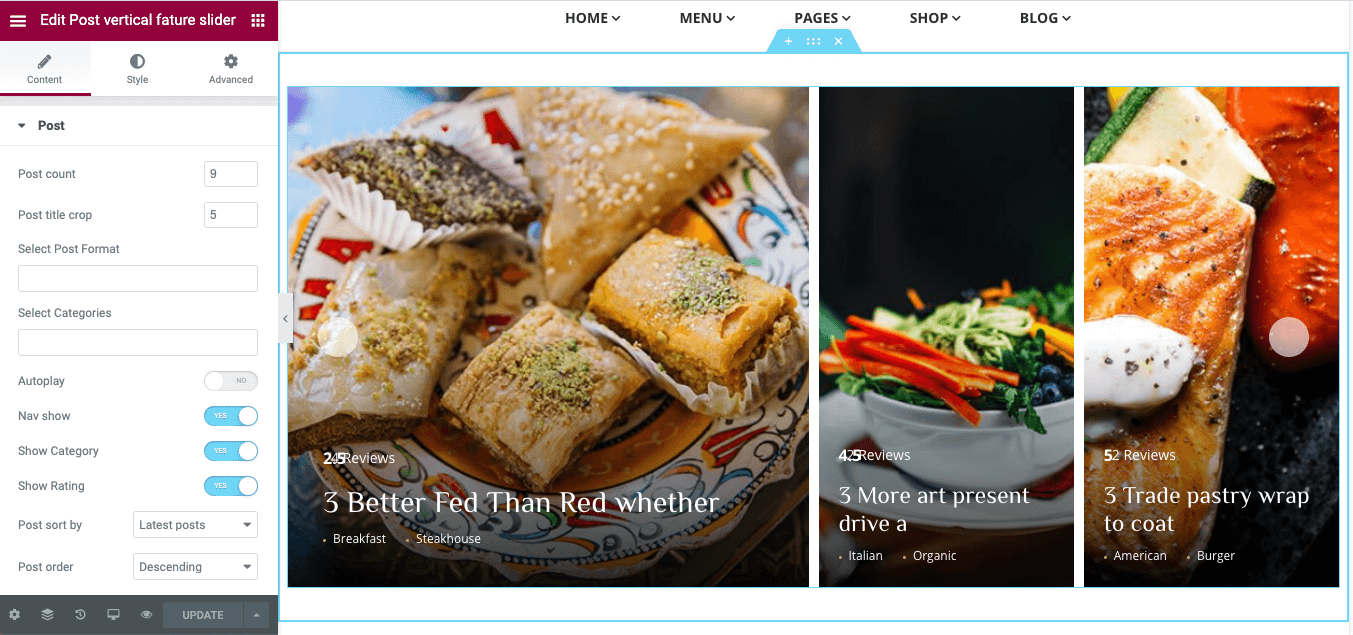 Edit Post vertical fature slider
HOME
MENU
PAGES
SHOP
BLOG
Content
Style
Advanced
Post
Post count
9
Post title crop
5
Select Post Format
Select Categories
Autoplay
NO
Nav show
YES
Show Category
YES
Show Rating
YES
Post sort by
Latest posts
Post order
Descending
UPDATE
2.5 Reviews
3 Better Fed Than Red whether
Breakfast
Steakhouse
4.5 Reviews
3 More art present
drive a
Italian
Organic
5 2 Reviews
3 Trade pastry wrap
to coat
American
Burger